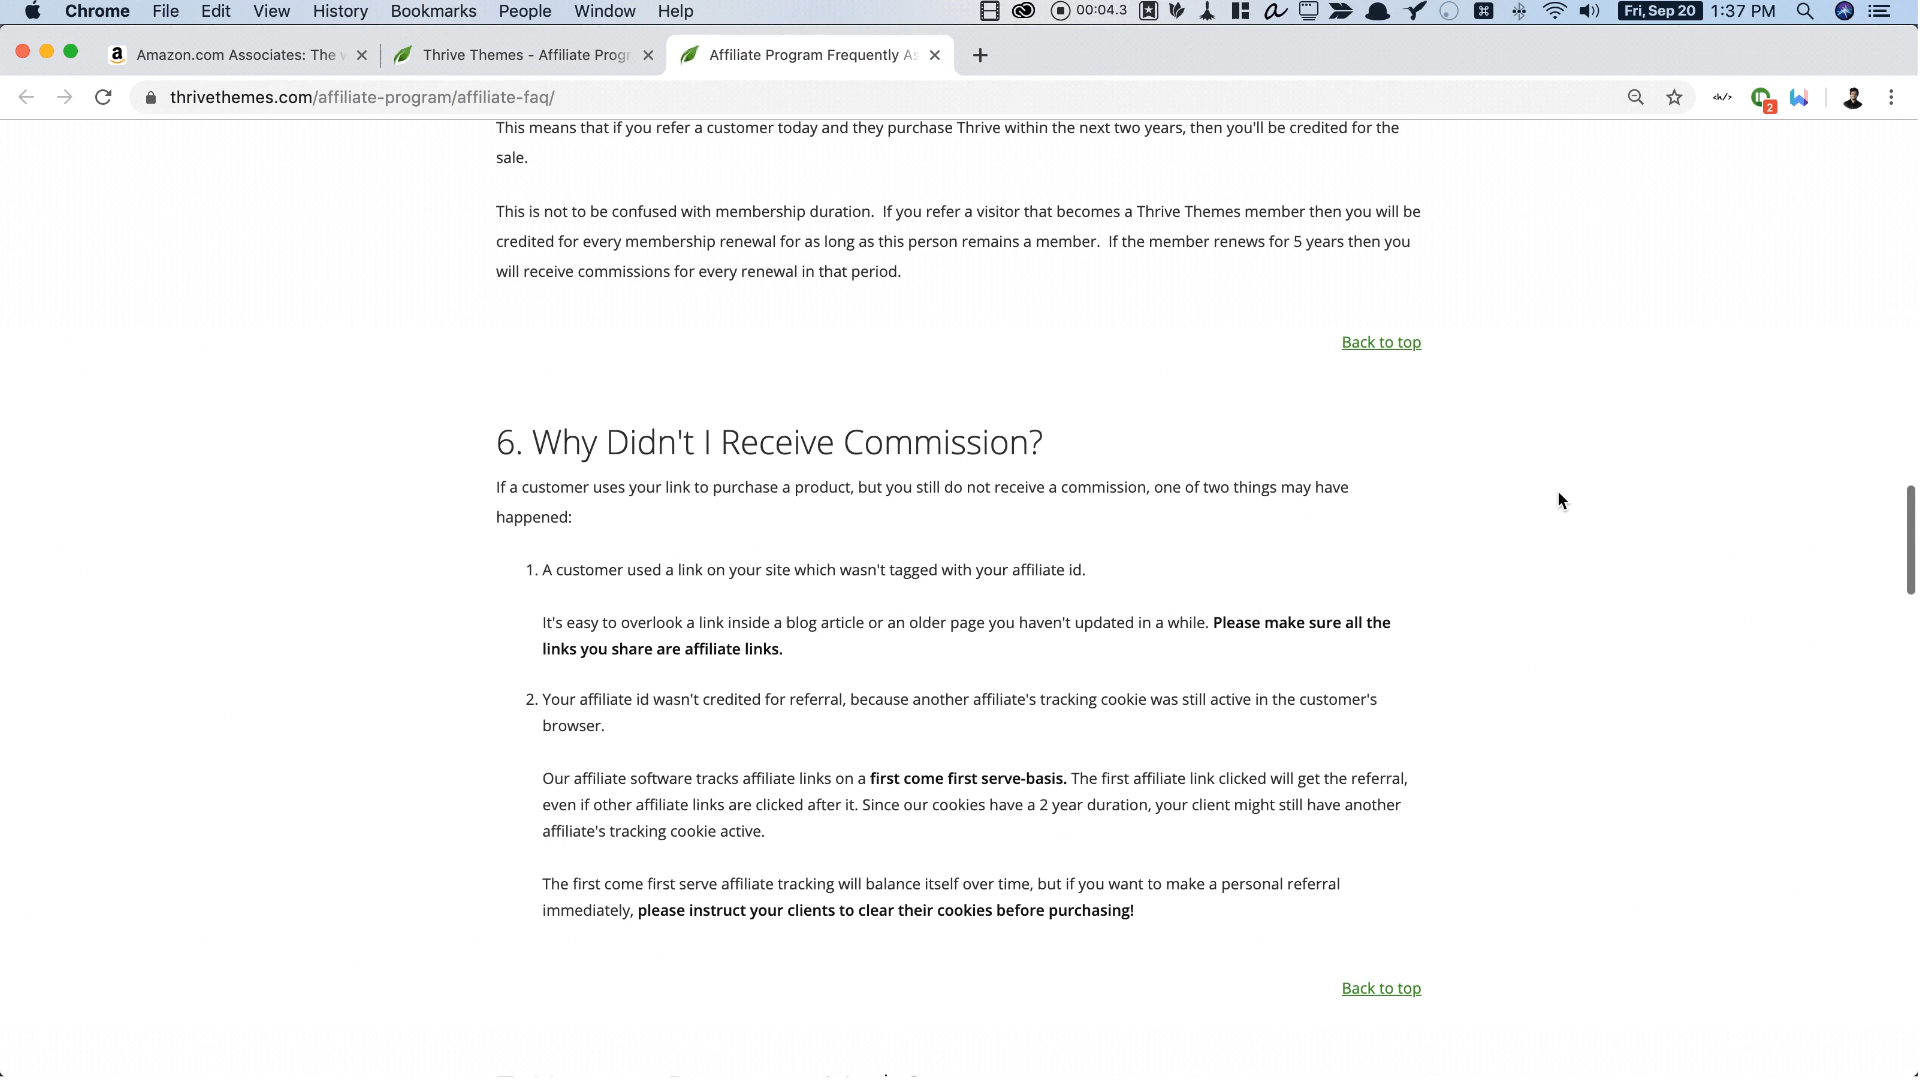 Chrome File Edit View History Bookmarks People Window Help 00:04.3 Fri, Sep 20 1:37 PM
Amazon.com Associates: The Thrive Themes - Affiliate Progr Affiliate Program Frequently As
thrivethemes.com/affiliate-program/affiliate-faq/ 2
This means that if you refer a customer today and they purchase Thrive within the next two years, then you'll be credited for the
sale.
This is not to be confused with membership duration. If you refer a visitor that becomes a Thrive Themes member then you will be
credited for every membership renewal for as long as this person remains a member. If the member renews for 5 years then you
will receive commissions for every renewal in that period.
Back to top
6. Why Didn't I Receive Commission?
If a customer uses your link to purchase a product, but you still do not receive a commission, one of two things may have
happened:
1. A customer used a link on your site which wasn't tagged with your affiliate id.
It's easy to overlook a link inside a blog article or an older page you haven't updated in a while. Please make sure all the
links you share are affiliate links.
2. Your affiliate id wasn't credited for referral, because another affiliate's tracking cookie was still active in the customer's
browser.
Our affiliate software tracks affiliate links on a first come first serve-basis. The first affiliate link clicked will get the referral,
even if other affiliate links are clicked after it. Since our cookies have a 2 year duration, your client might still have another
affiliate's tracking cookie active.
The first come first serve affiliate tracking will balance itself over time, but if you want to make a personal referral
immediately, please instruct your clients to clear their cookies before purchasing!
Back to top